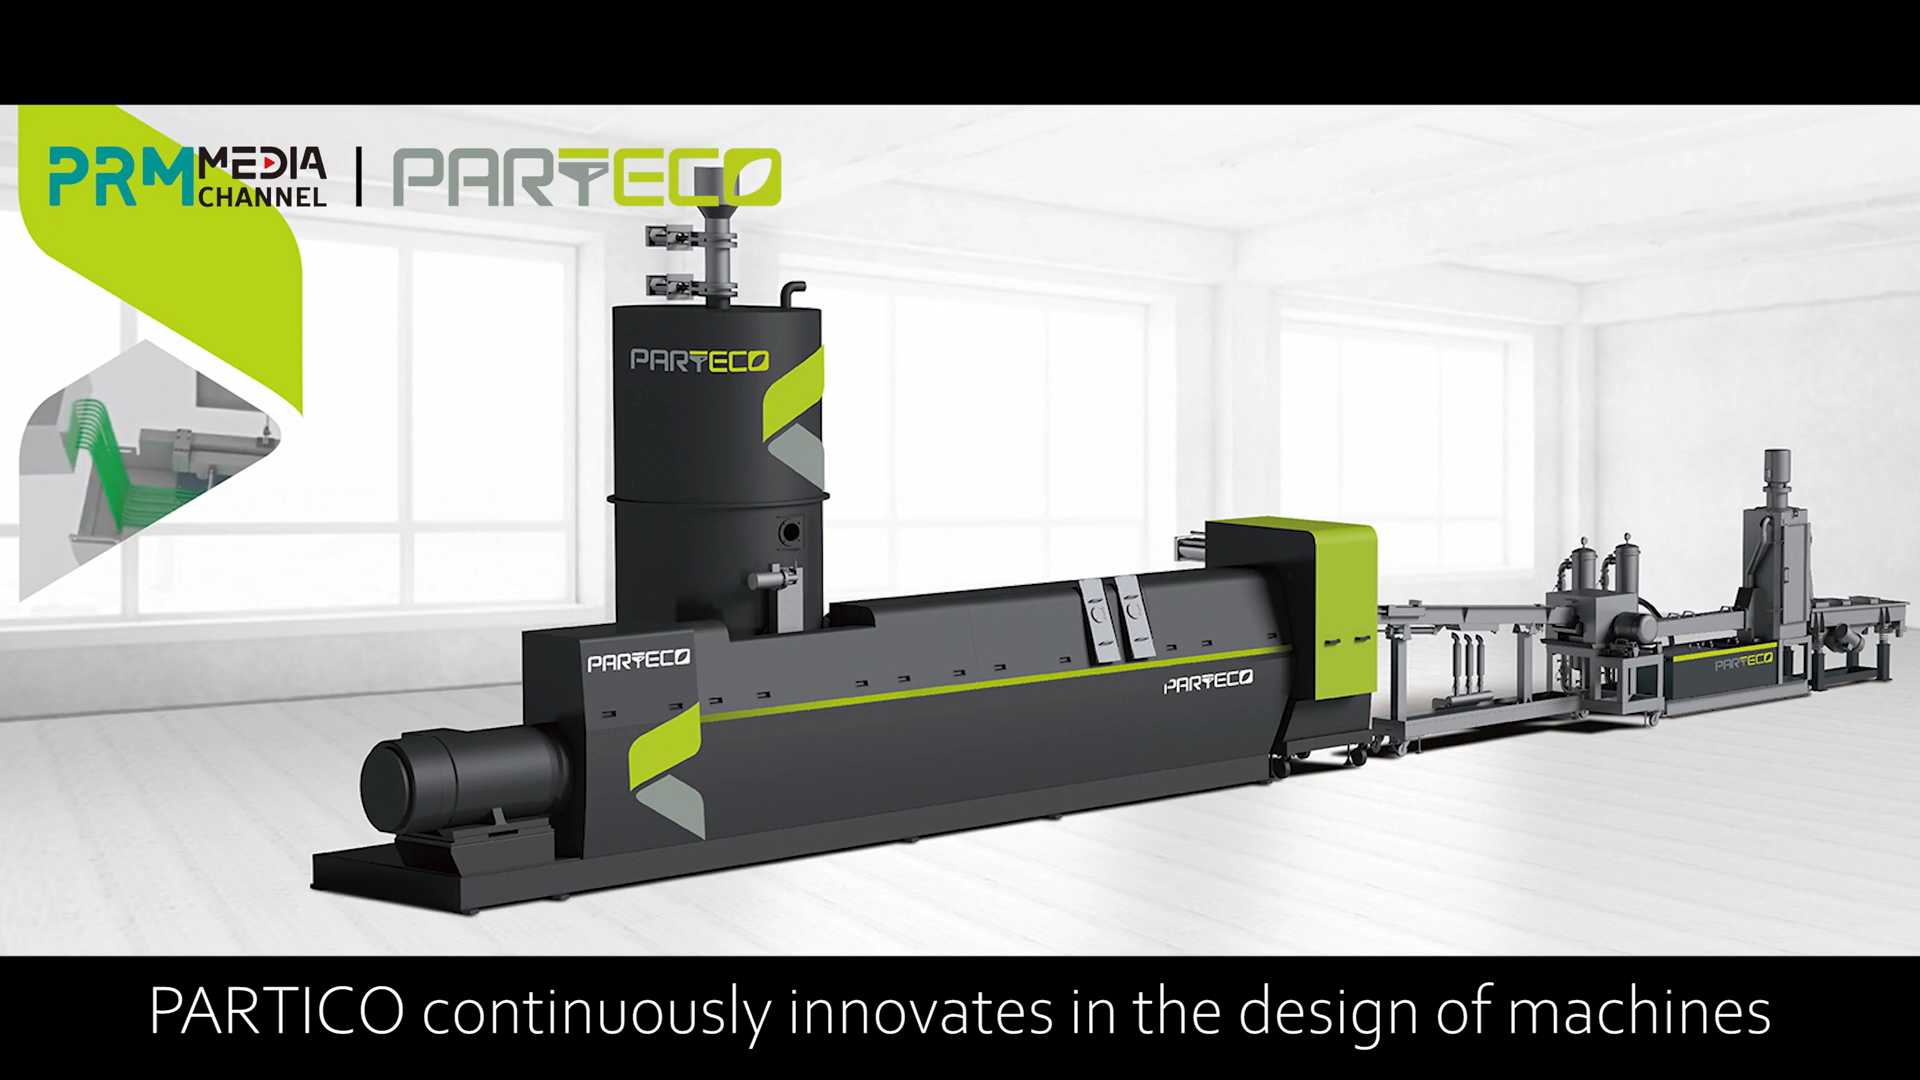 PRM MEDIA CHANNEL | PARTECO
PARTECO
PARTECO
PARTECO
PARTECO
PARTICO continuously innovates in the design of machines